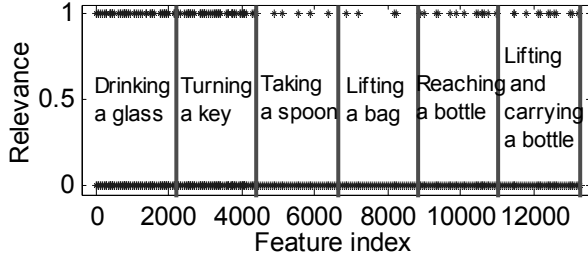 Relevance
1
0.5
0
Drinking
a glass
Turning
a key
Taking
a spoon
Lifting
a bag
Reaching
a bottle
Lifting
and
carrying
a bottle
0 2000 4000 6000 8000 10000 12000
Feature index